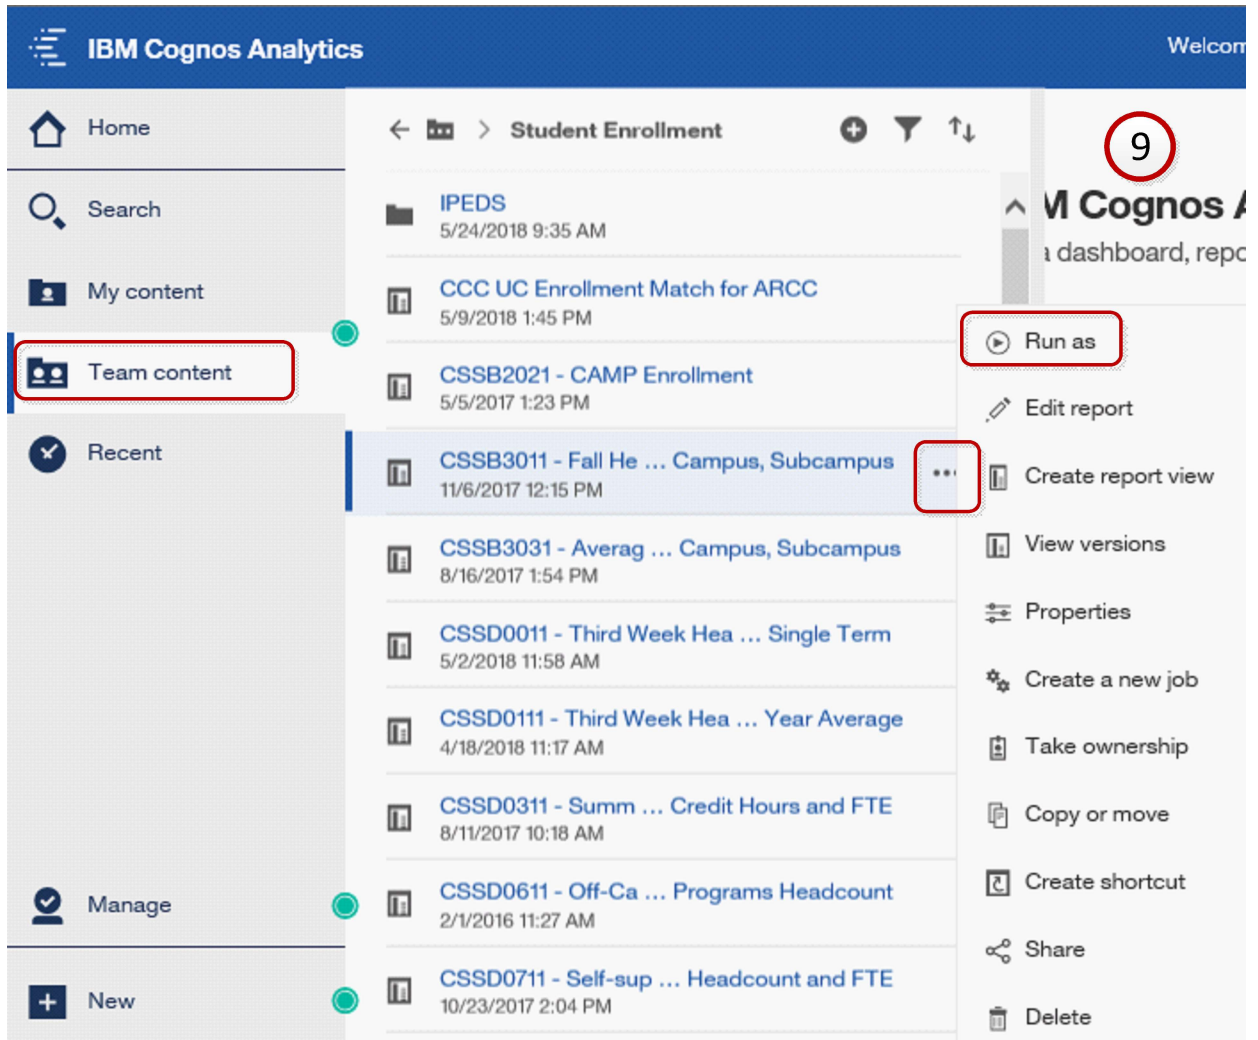 IBM Cognos Analytics
Welcom
Home
Search
My content
Team content
Recent
Manage
New
Student Enrollment
IPEDS
5/24/2018 9:35 AM
CCC UC Enrollment Match for ARCC
5/9/2018 1:45 PM
CSSB2021 - CAMP Enrollment
5/5/2017 1:23 PM
CSSB3011 - Fall He ... Campus, Subcampus
11/6/2017 12:15 PM
CSSB3031 - Averag ... Campus, Subcampus
8/16/2017 1:54 PM
CSSD0011 - Third Week Hea ... Single Term
5/2/2018 11:58 AM
CSSD0111 - Third Week Hea ... Year Average
4/18/2018 11:17 AM
CSSD0311 - Summ ... Credit Hours and FTE
8/11/2017 10:18 AM
CSSD0611 - Off-Ca ... Programs Headcount
2/1/2016 11:27 AM
CSSD0711 - Self-sup ... Headcount and FTE
10/23/2017 2:04 PM
9
M Cognos A
a dashboard, repo
Run as
Edit report
Create report view
View versions
Properties
Create a new job
Take ownership
Copy or move
Create shortcut
Share
Delete